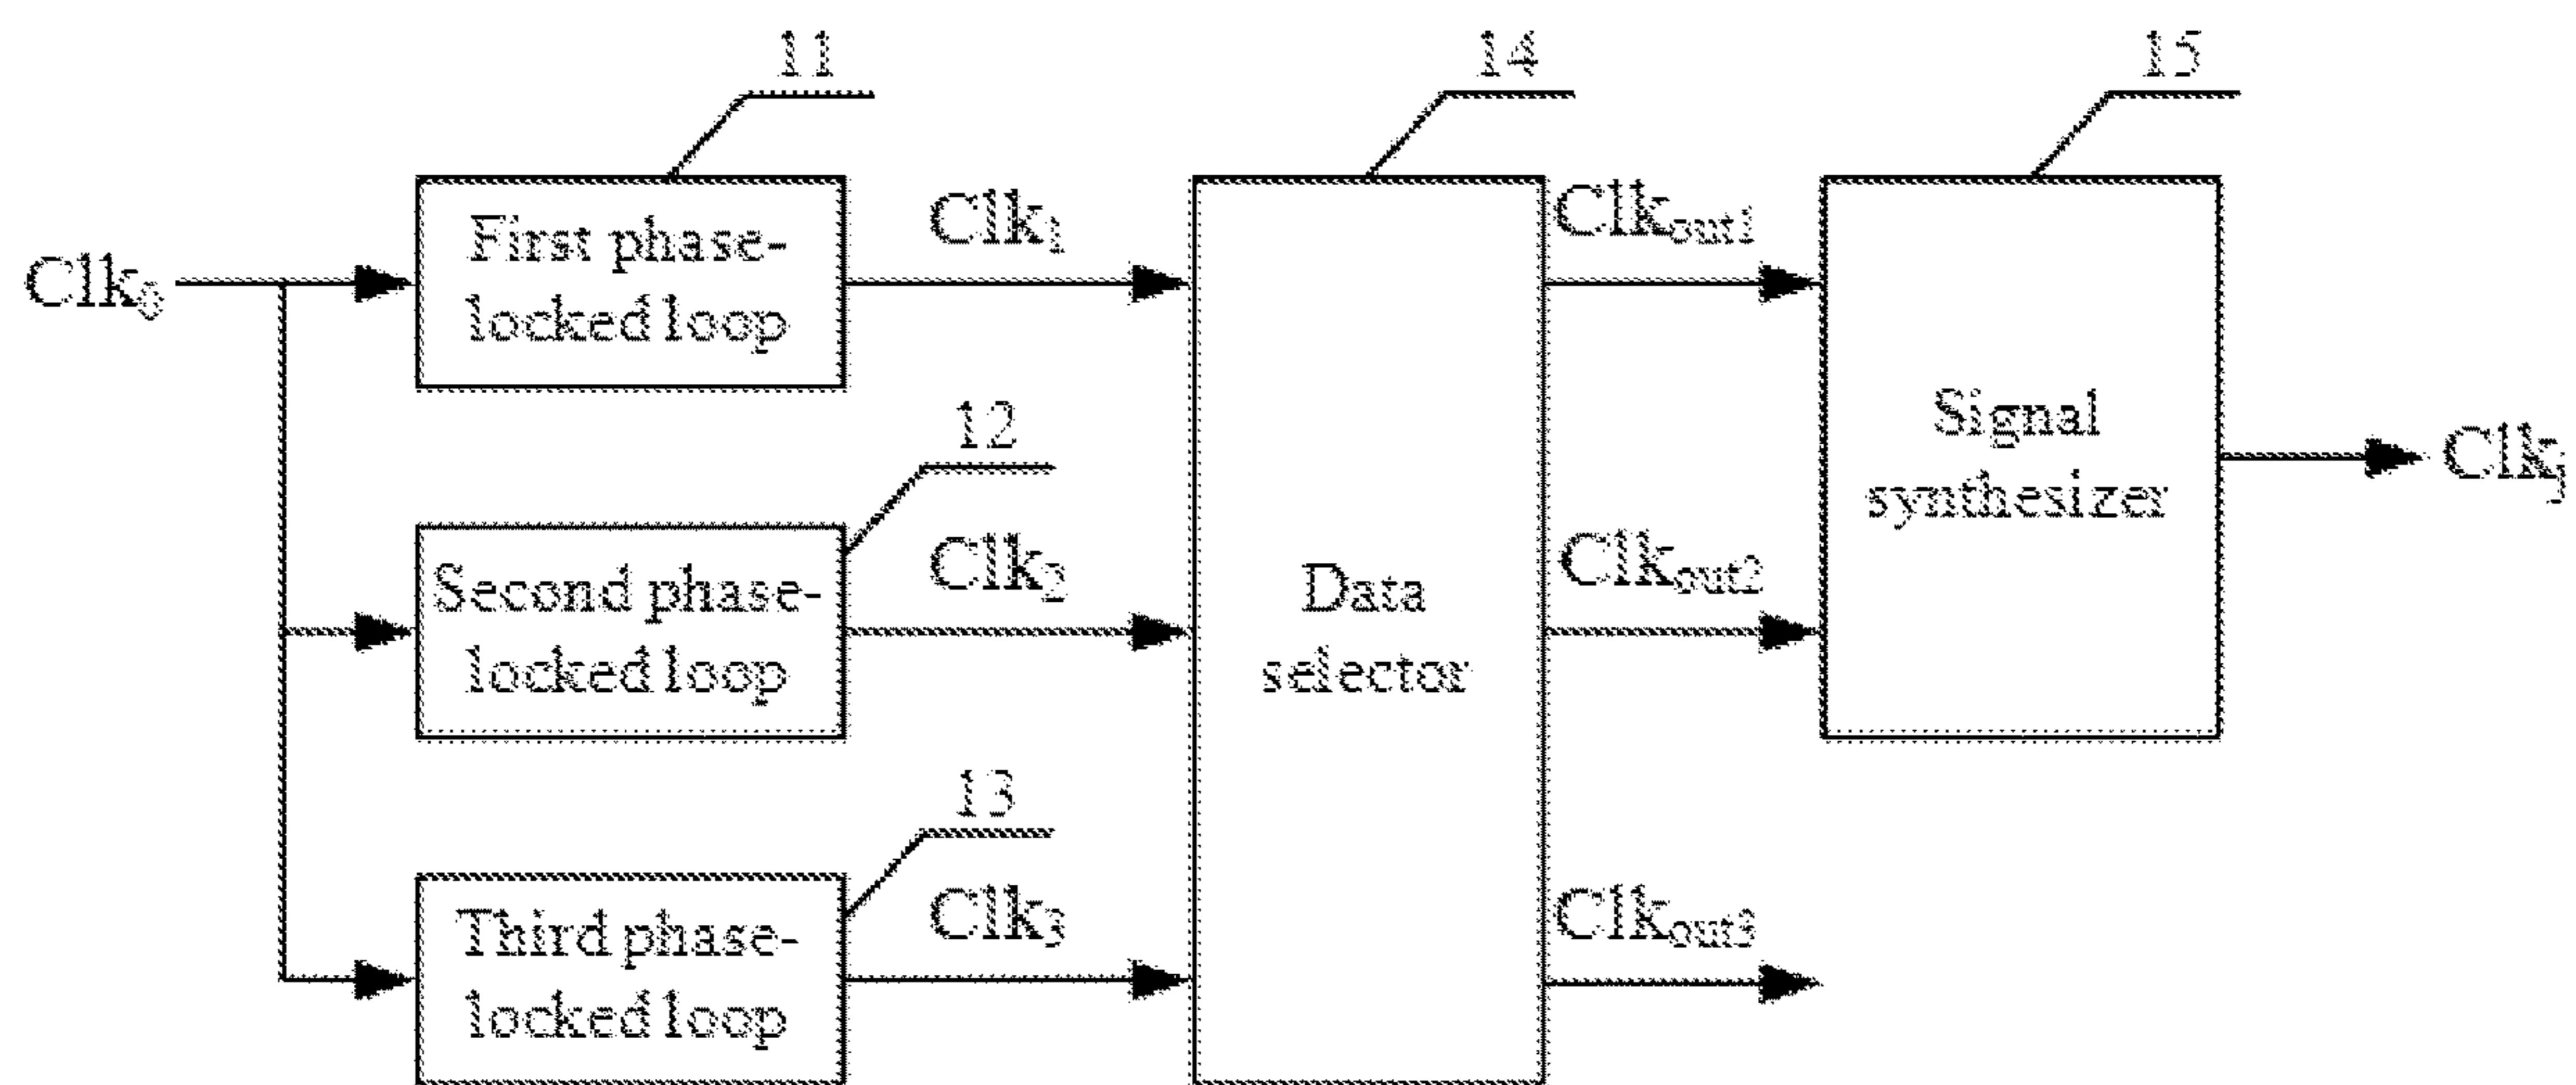 11
14
15
Clk₀
First phase-
locked loop
Clk₁
Clkout1
12
Second phase-
locked loop
Clk₂
Data
selector
Clkout2
Signal
synthesizer
Clkj
13
Third phase-
locked loop
Clk₃
Clkout3